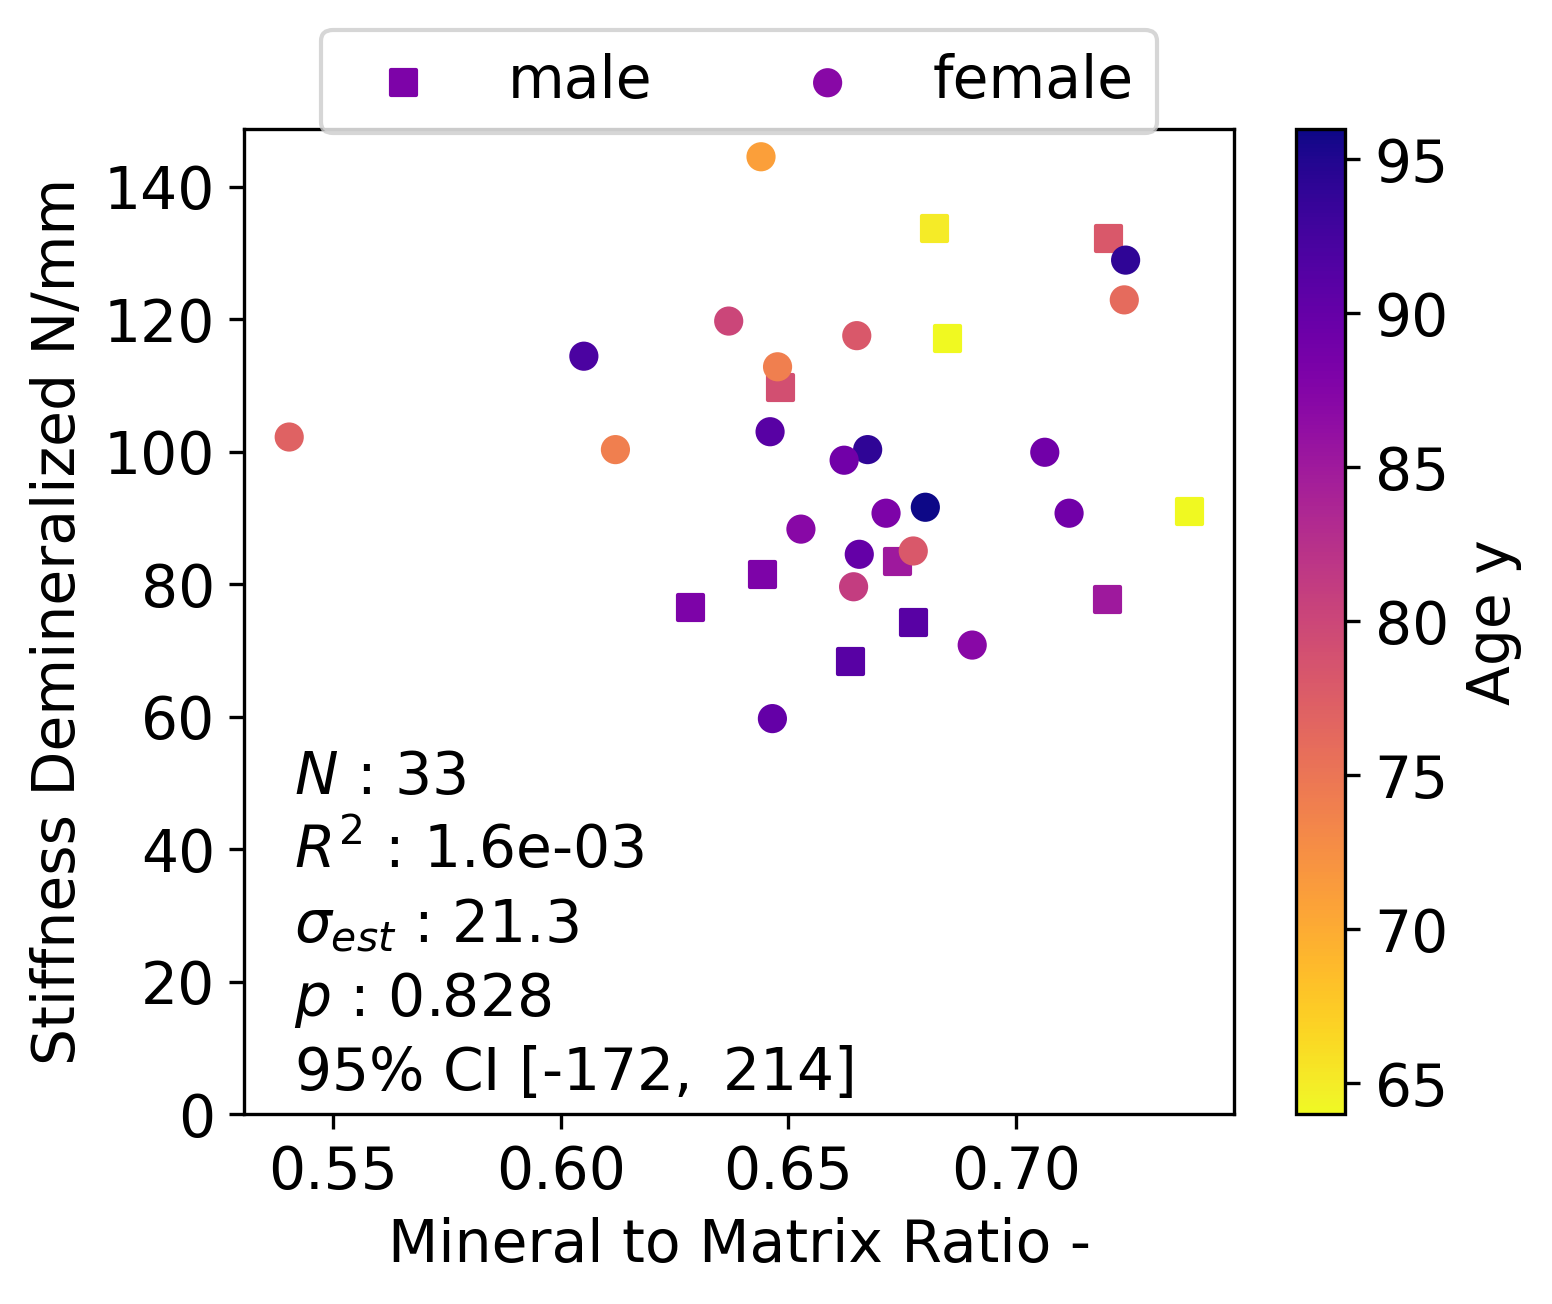 male female
Stiffness Demineralized N/mm
140
120
100
80
60
40
20
0
N : 33
R² : 1.6e-03
σest : 21.3
p : 0.828
95% CI [-172, 214]
0.55 0.60 0.65 0.70
Mineral to Matrix Ratio -
95
90
85
80
75
70
65
Age y